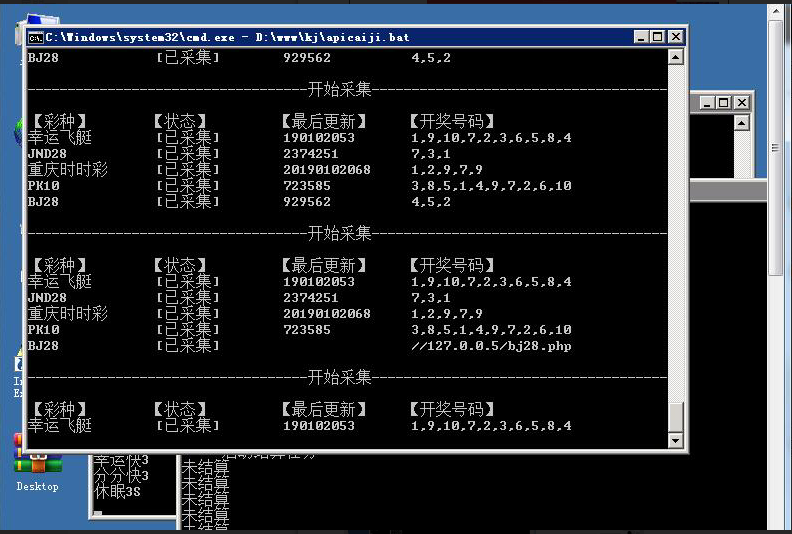 C:\Windows\system32\cmd.exe - D:\www\kj\apicaiji.bat
BJ28 [已采集] 929562 4,5,2
----------------------------------开始采集-------------------------------------
【彩种】 【状态】 【最后更新】 【开奖号码】
幸运飞艇 [已采集] 190102053 1,9,10,7,2,3,6,5,8,4
JND28 [已采集] 2374251 7,3,1
重庆时时彩 [已采集] 20190102068 1,2,9,7,9
PK10 [已采集] 723585 3,8,5,1,4,9,7,2,6,10
BJ28 [已采集] 929562 4,5,2
----------------------------------开始采集-------------------------------------
【彩种】 【状态】 【最后更新】 【开奖号码】
幸运飞艇 [已采集] 190102053 1,9,10,7,2,3,6,5,8,4
JND28 [已采集] 2374251 7,3,1
重庆时时彩 [已采集] 20190102068 1,2,9,7,9
PK10 [已采集] 723585 3,8,5,1,4,9,7,2,6,10
BJ28 [已采集] //127.0.0.5/bj28.php
----------------------------------开始采集-------------------------------------
【彩种】 【状态】 【最后更新】 【开奖号码】
幸运飞艇 [已采集] 190102053 1,9,10,7,2,3,6,5,8,4
幸运快3
分分快3
休眠3S
未结算
未结算
未结算
未结算
Desktop